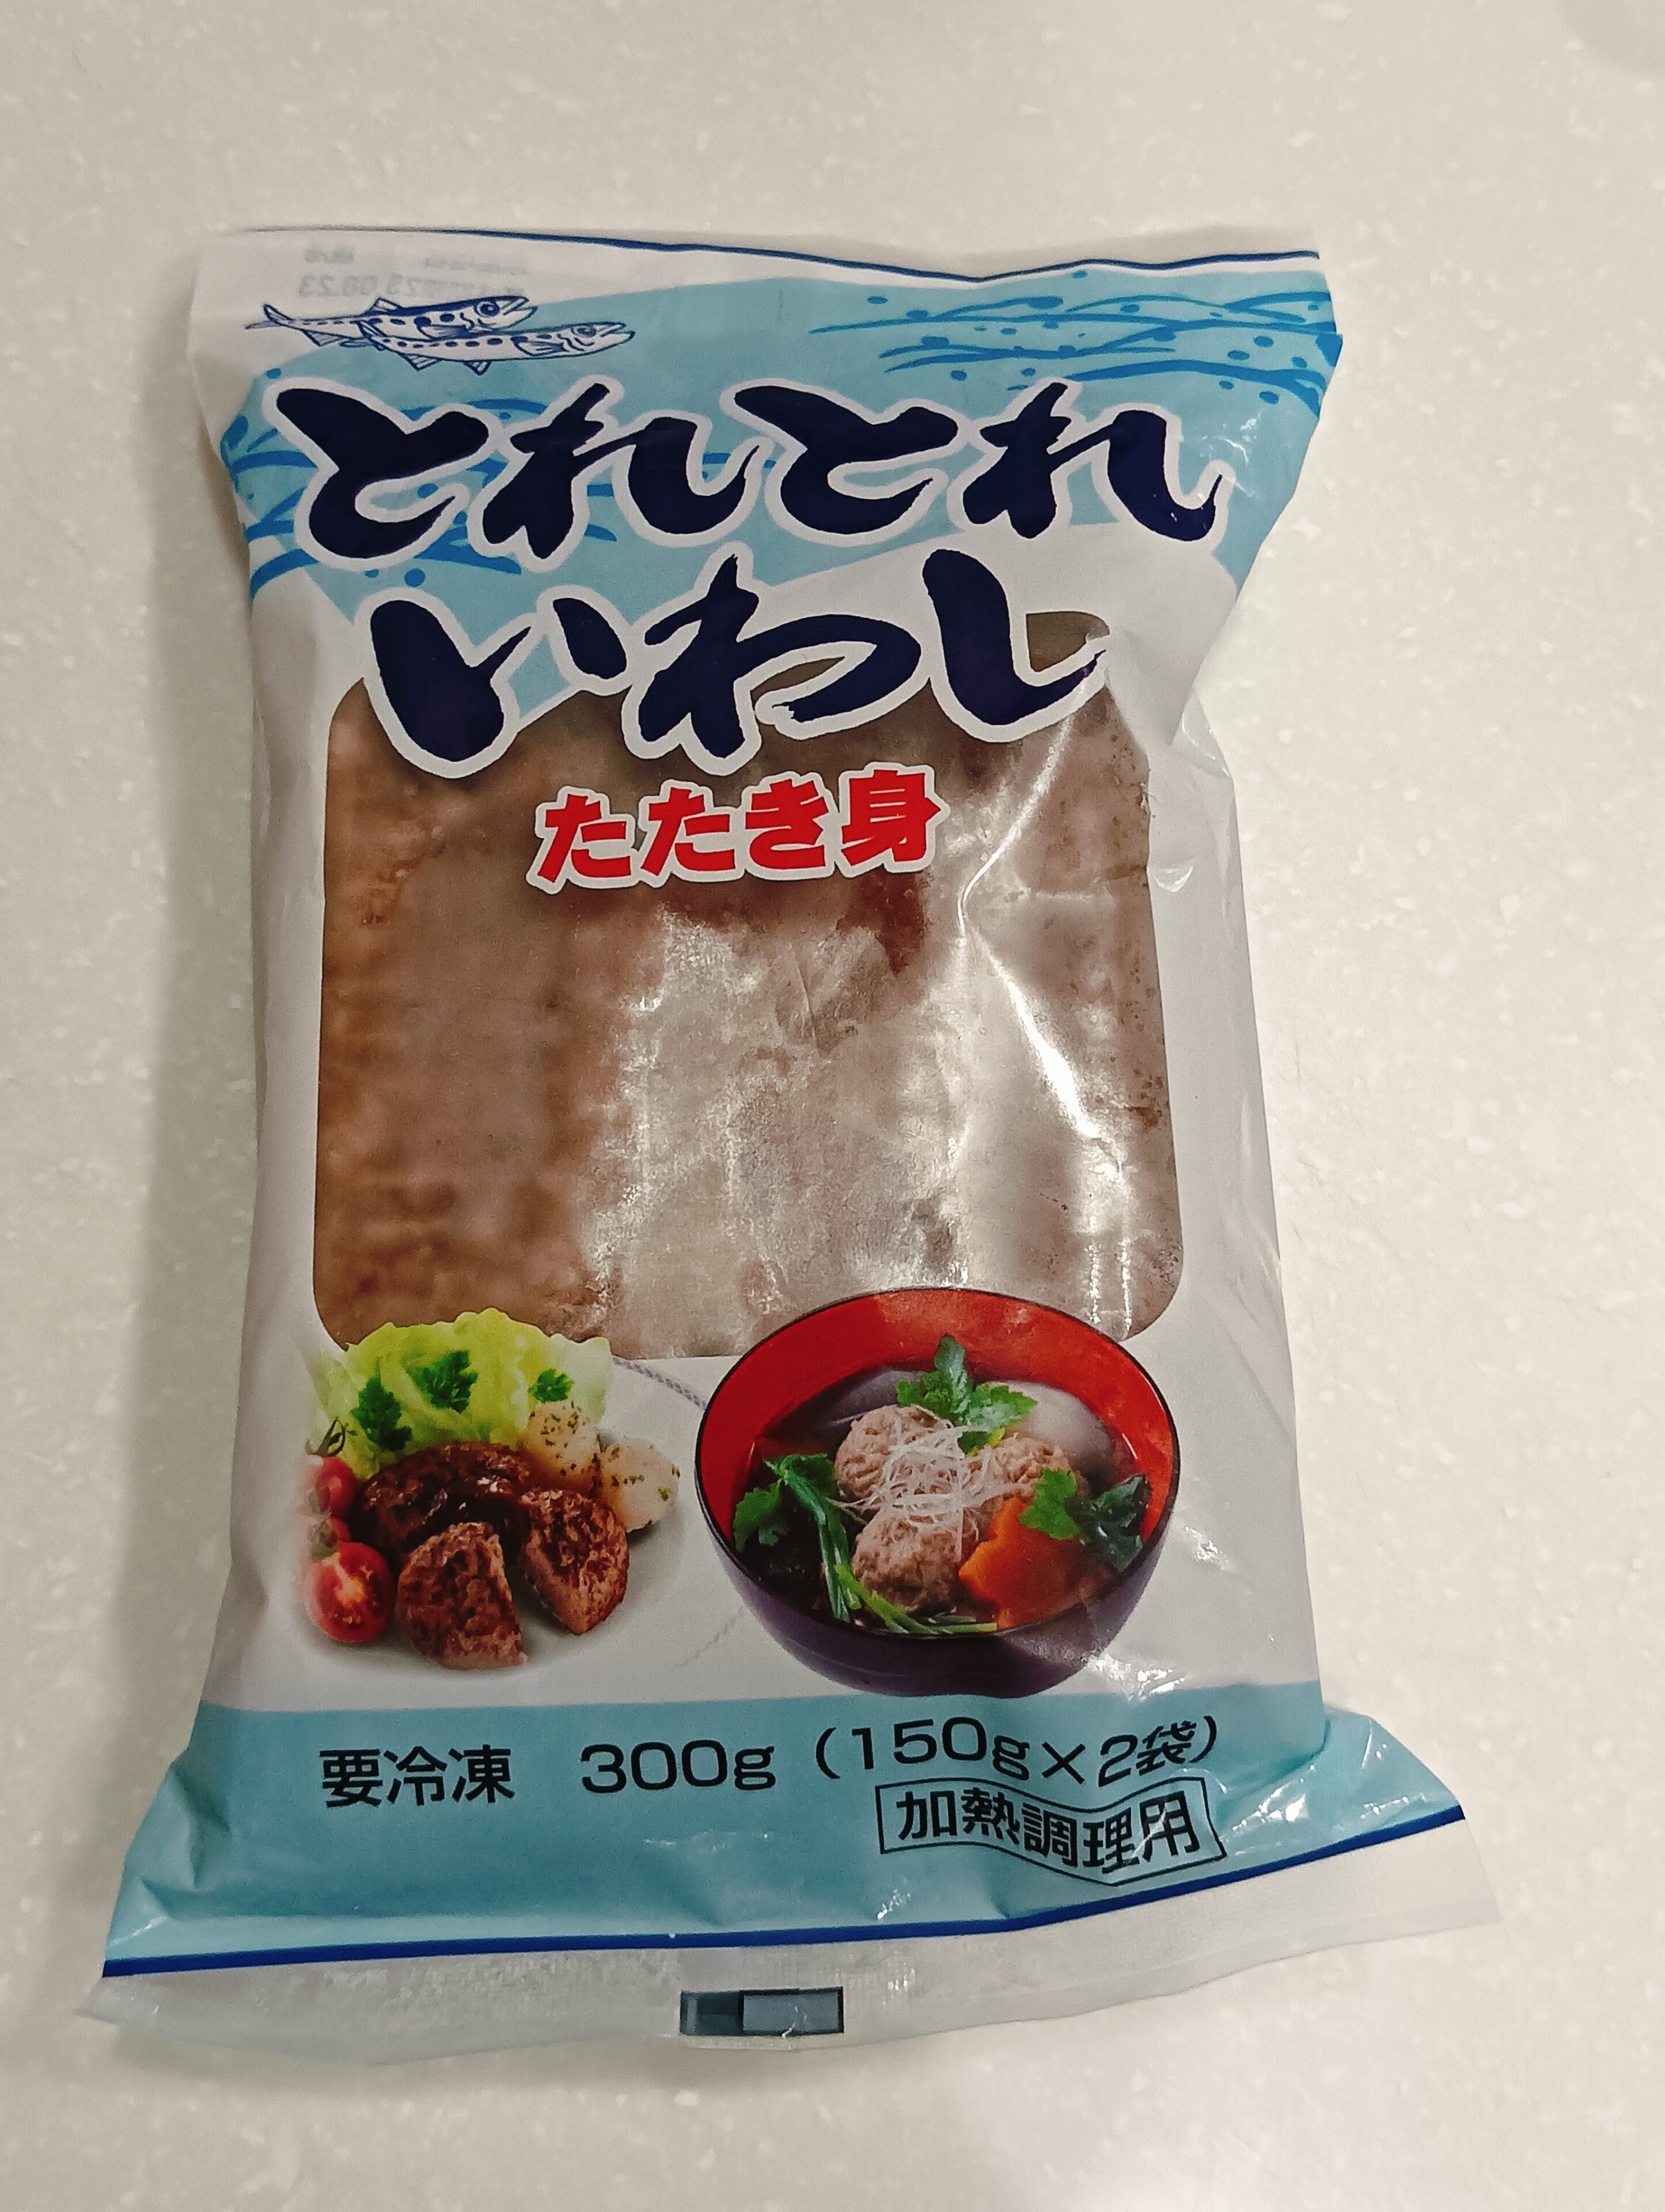 とれとれ
いわし
たたき身
要冷凍　300g（150g×2袋）
加熱調理用